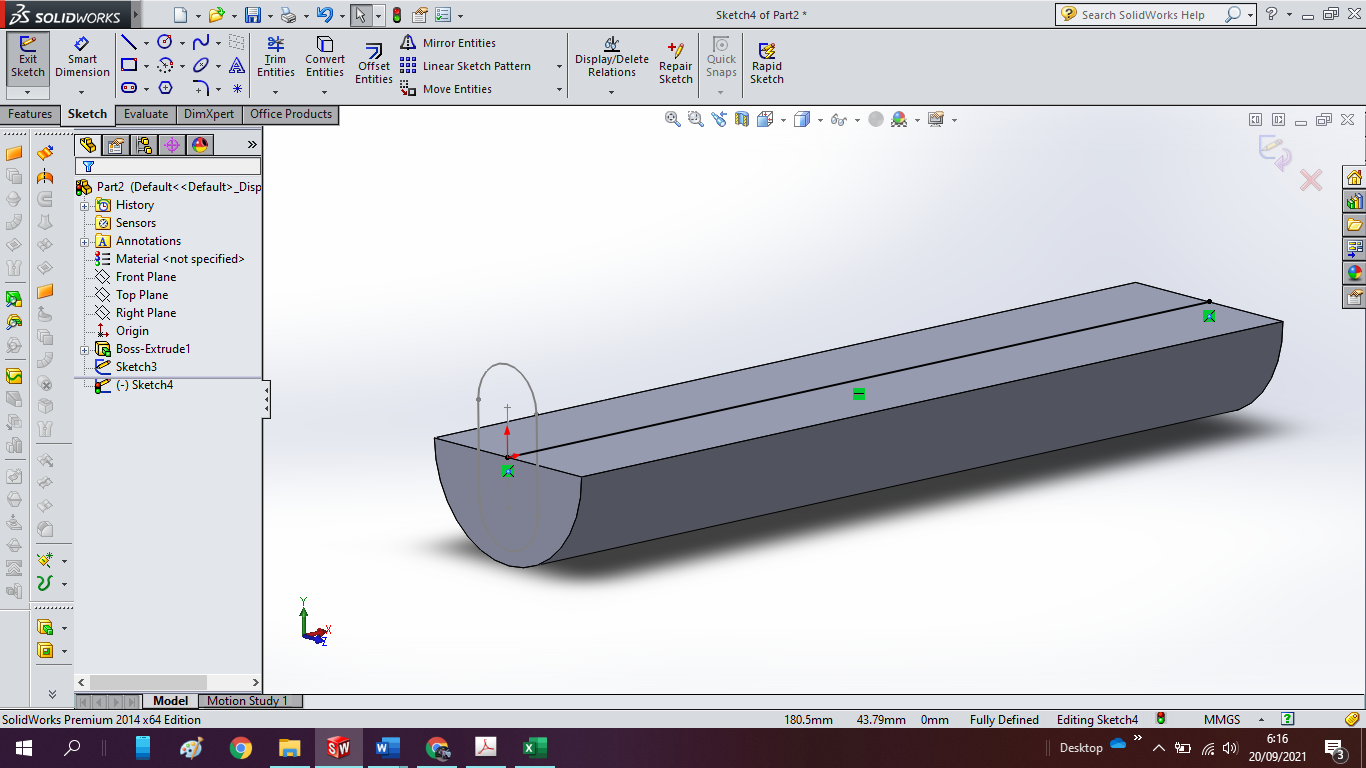 SOLIDWORKS
Sketch4 of Part2 *
Search SolidWorks Help
?
Exit Sketch
Smart Dimension
Trim Entities
Convert Entities
Offset Entities
Mirror Entities
Linear Sketch Pattern
Move Entities
Display/Delete Relations
Repair Sketch
Quick Snaps
Rapid Sketch
Features
Sketch
Evaluate
DimXpert
Office Products
»
Part2 (Default<<Default>_Disp
History
Sensors
A Annotations
Material <not specified>
Front Plane
Top Plane
Right Plane
Origin
Boss-Extrude1
Sketch3
(-) Sketch4
Y
X
Z
Model
Motion Study 1
SolidWorks Premium 2014 x64 Edition
180.5mm
43.79mm
0mm
Fully Defined
Editing Sketch4
MMGS
?
SW
W
X
Desktop
»
6:16
20/09/2021
3